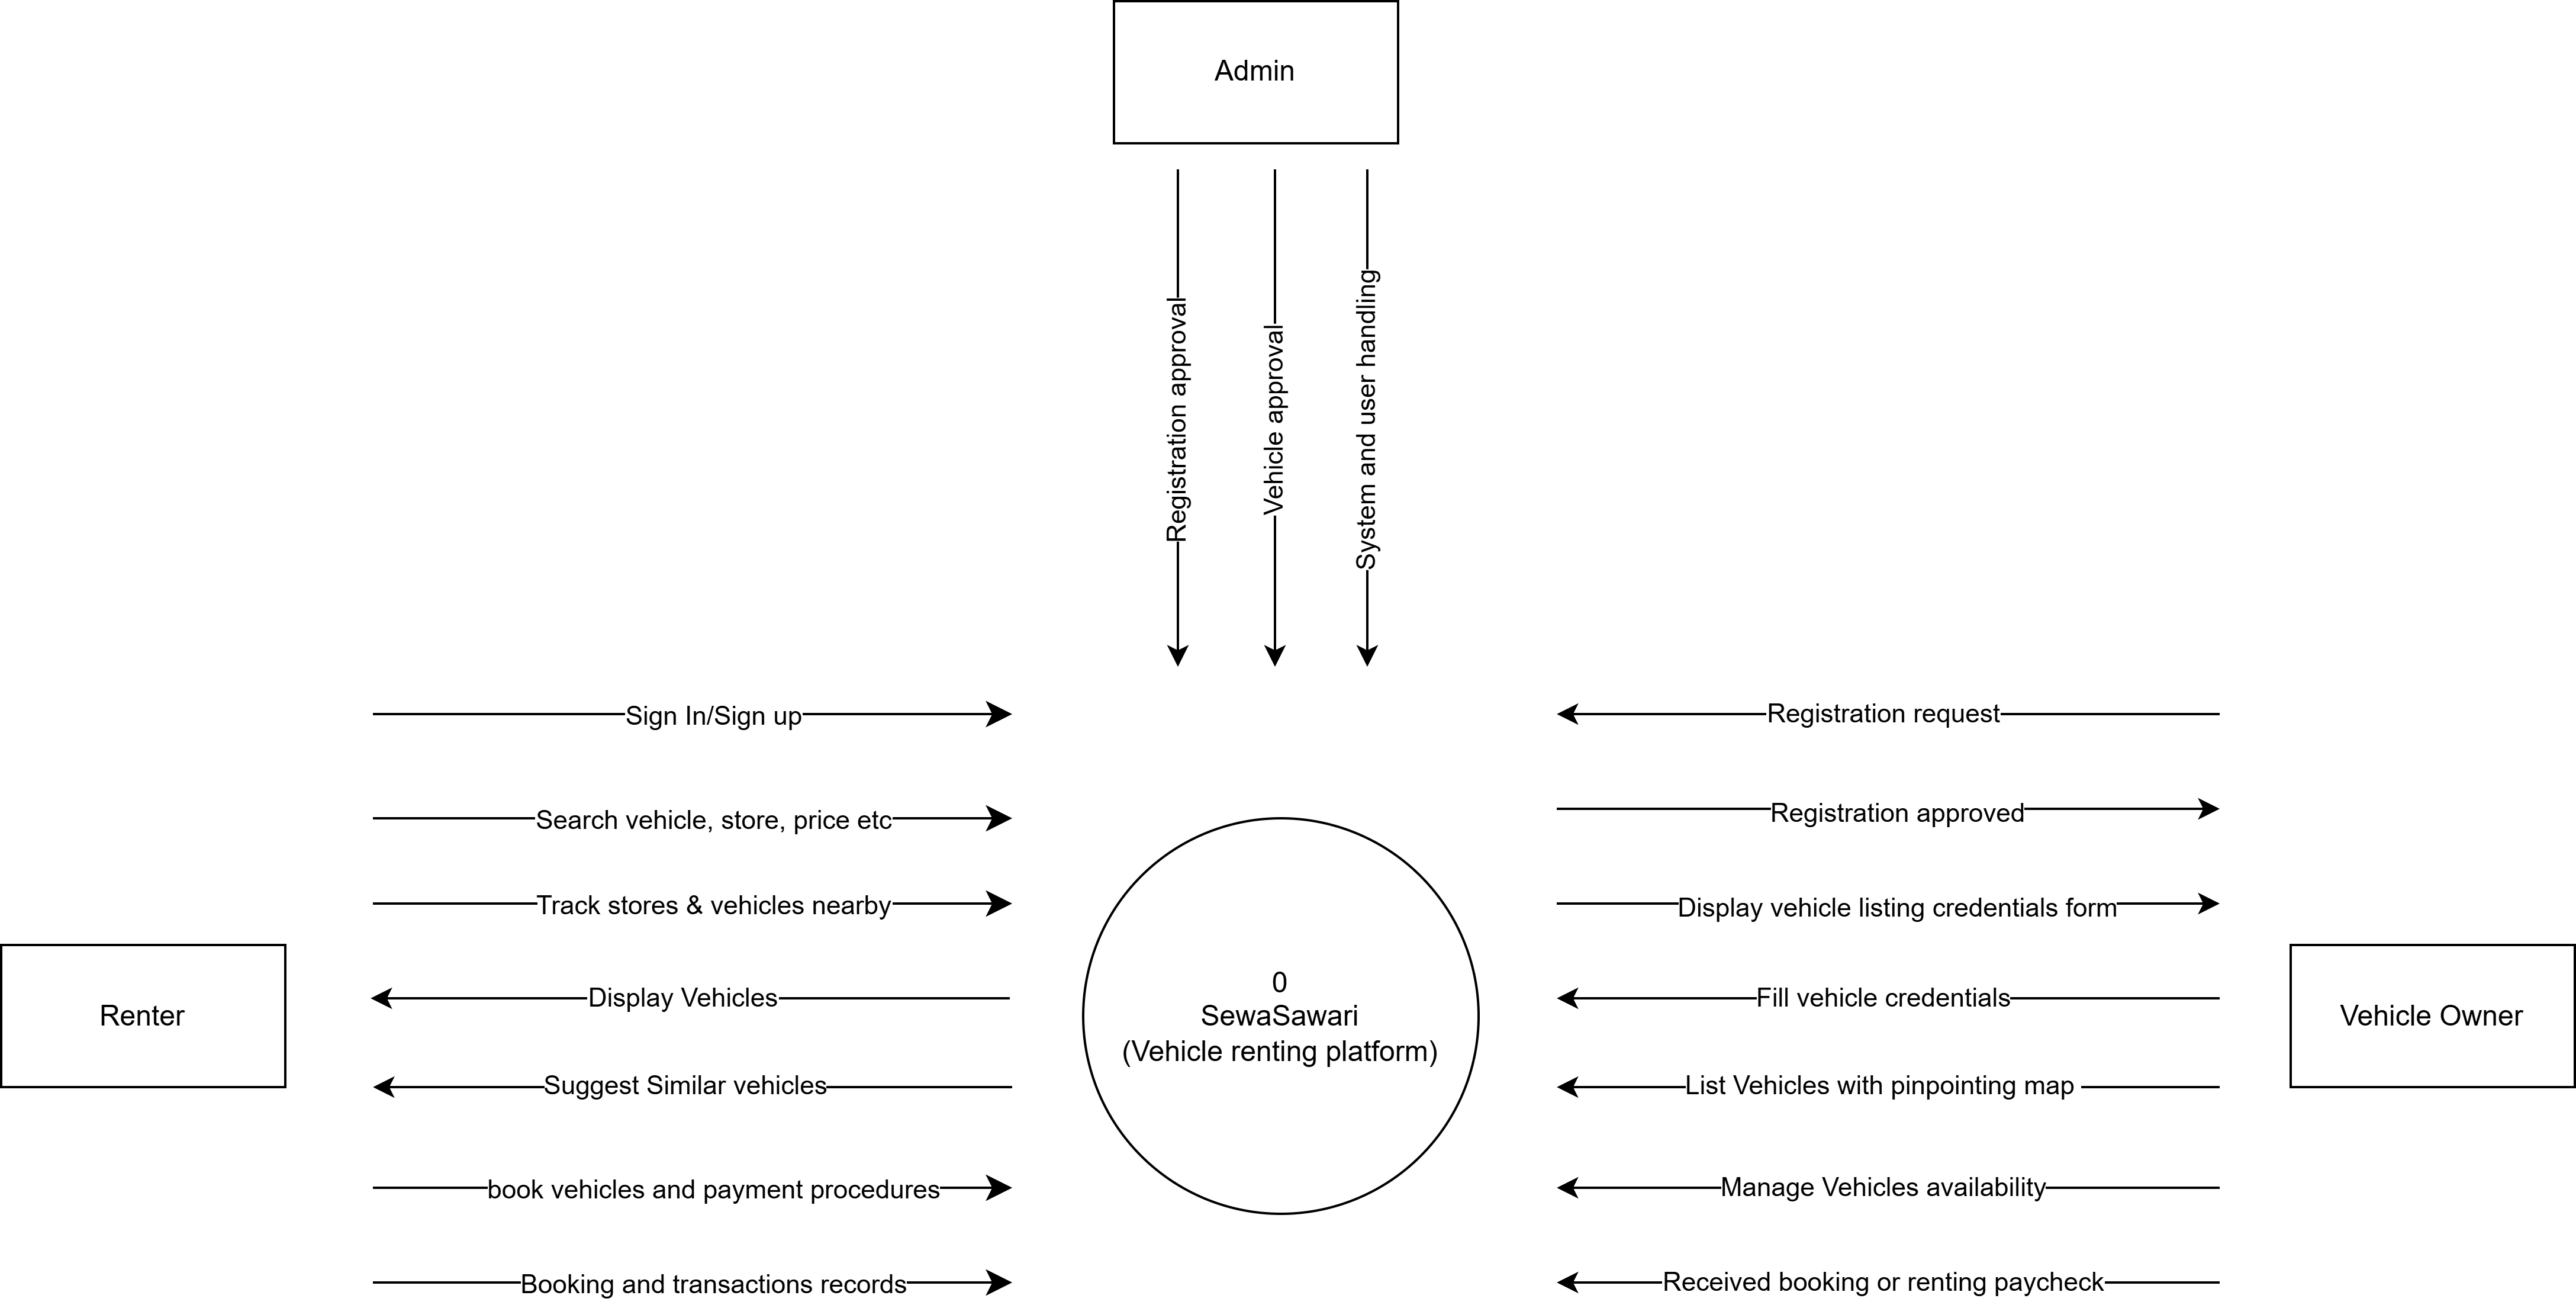 Admin
Registration approval
Vehicle approval
System and user handling
Sign In/Sign up
Search vehicle, store, price etc
Track stores & vehicles nearby
Display Vehicles
Suggest Similar vehicles
book vehicles and payment procedures
Booking and transactions records
Renter
0
SewaSawari
(Vehicle renting platform)
Registration request
Registration approved
Display vehicle listing credentials form
Fill vehicle credentials
List Vehicles with pinpointing map
Manage Vehicles availability
Received booking or renting paycheck
Vehicle Owner